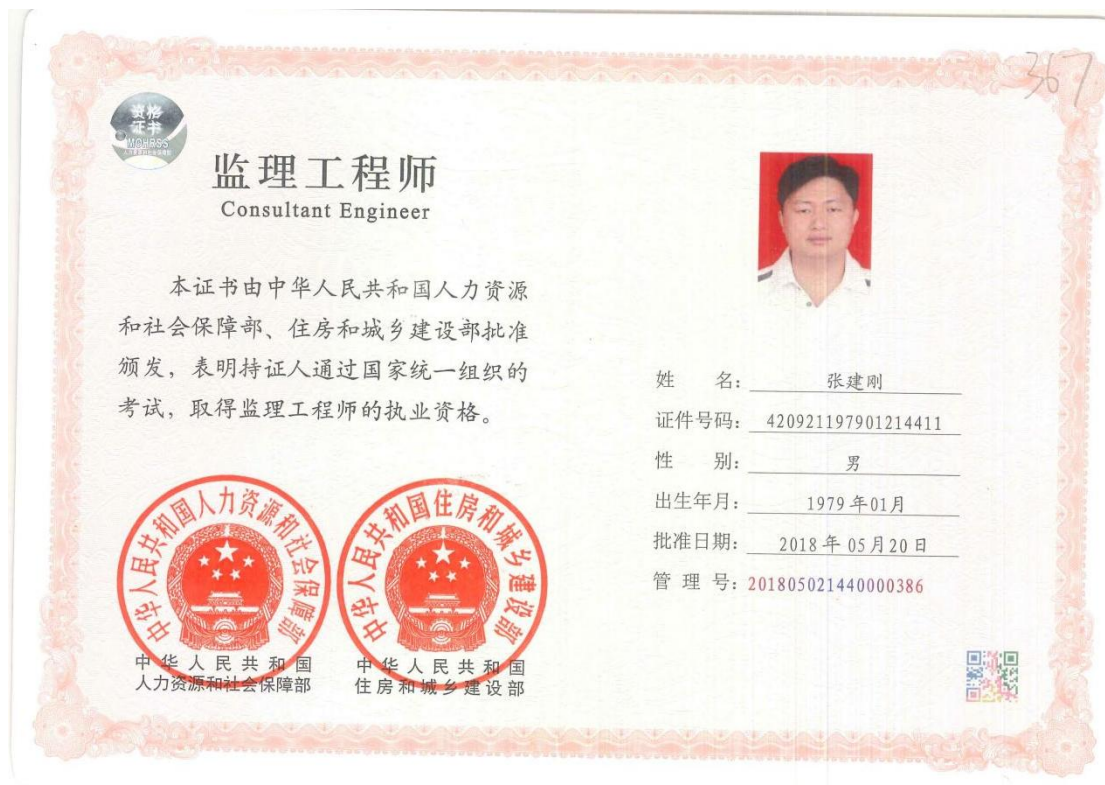 367
资格
证书
MOHRSS
监理工程师
Consultant Engineer
本证书由中华人民共和国人力资源
和社会保障部、住房和城乡建设部批准
颁发，表明持证人通过国家统一组织的
考试，取得监理工程师的执业资格。
姓 名：张建刚
证件号码：420921197901214411
性 别：男
出生年月：1979年01月
批准日期：2018年05月20日
管 理 号：201805021440000386
中华人民共和国人力资源和社会保障部
中华人民共和国住房和城乡建设部
中华人民共和国
人力资源和社会保障部
中华人民共和国
住房和城乡建设部